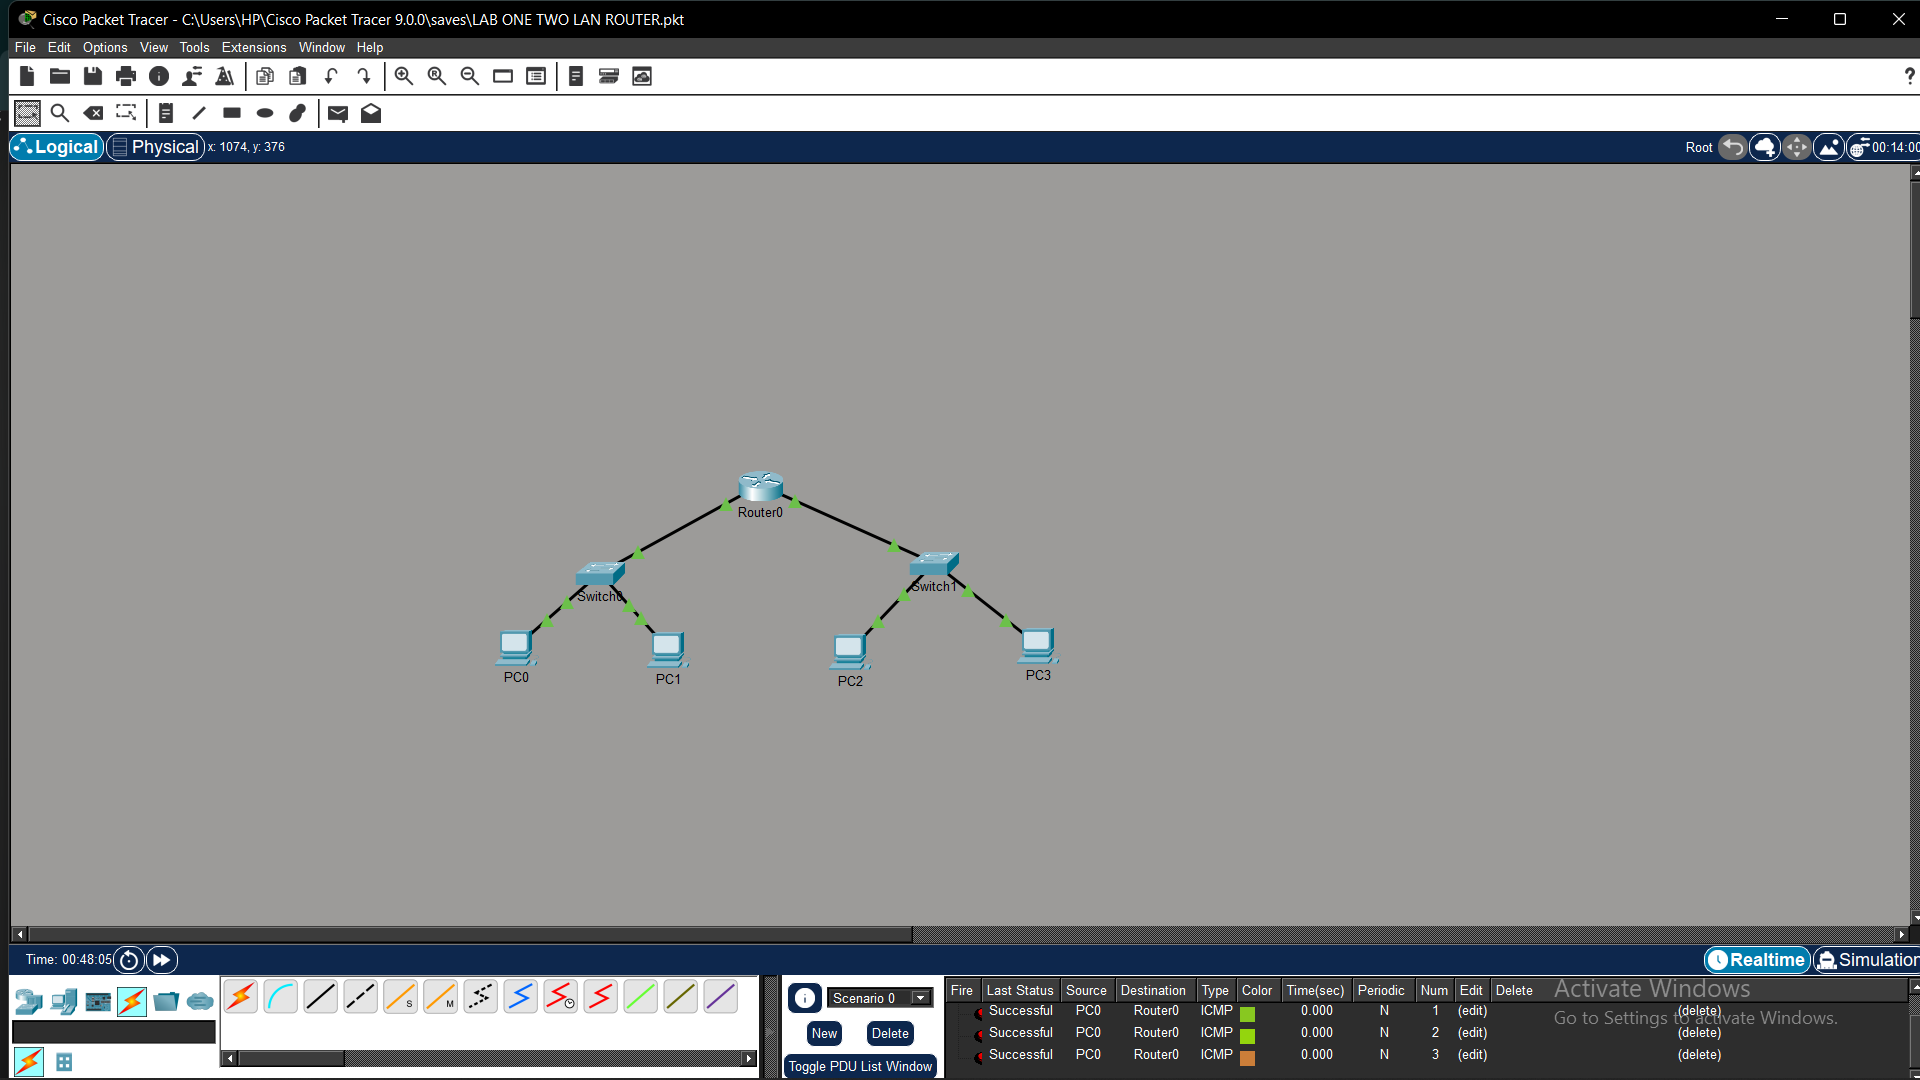 Cisco Packet Tracer - C:\Users\HP\Cisco Packet Tracer 9.0.0\saves\LAB ONE TWO LAN ROUTER.pkt
File Edit Options View Tools Extensions Window Help
?
Logical Physical x: 1074, y: 376 Root 00:14:00
Router0
Switch1
Switch0
PC0 PC1 PC2 PC3
Time: 00:48:05 Realtime Simulation
S M
Scenario 0
New Delete
Toggle PDU List Window
Fire Last Status Source Destination Type Color Time(sec) Periodic Num Edit Delete
Successful PC0 Router0 ICMP 0.000 N 1 (edit) (delete)
Successful PC0 Router0 ICMP 0.000 N 2 (edit) (delete)
Successful PC0 Router0 ICMP 0.000 N 3 (edit) (delete)
Activate Windows
Go to Settings to activate Windows.